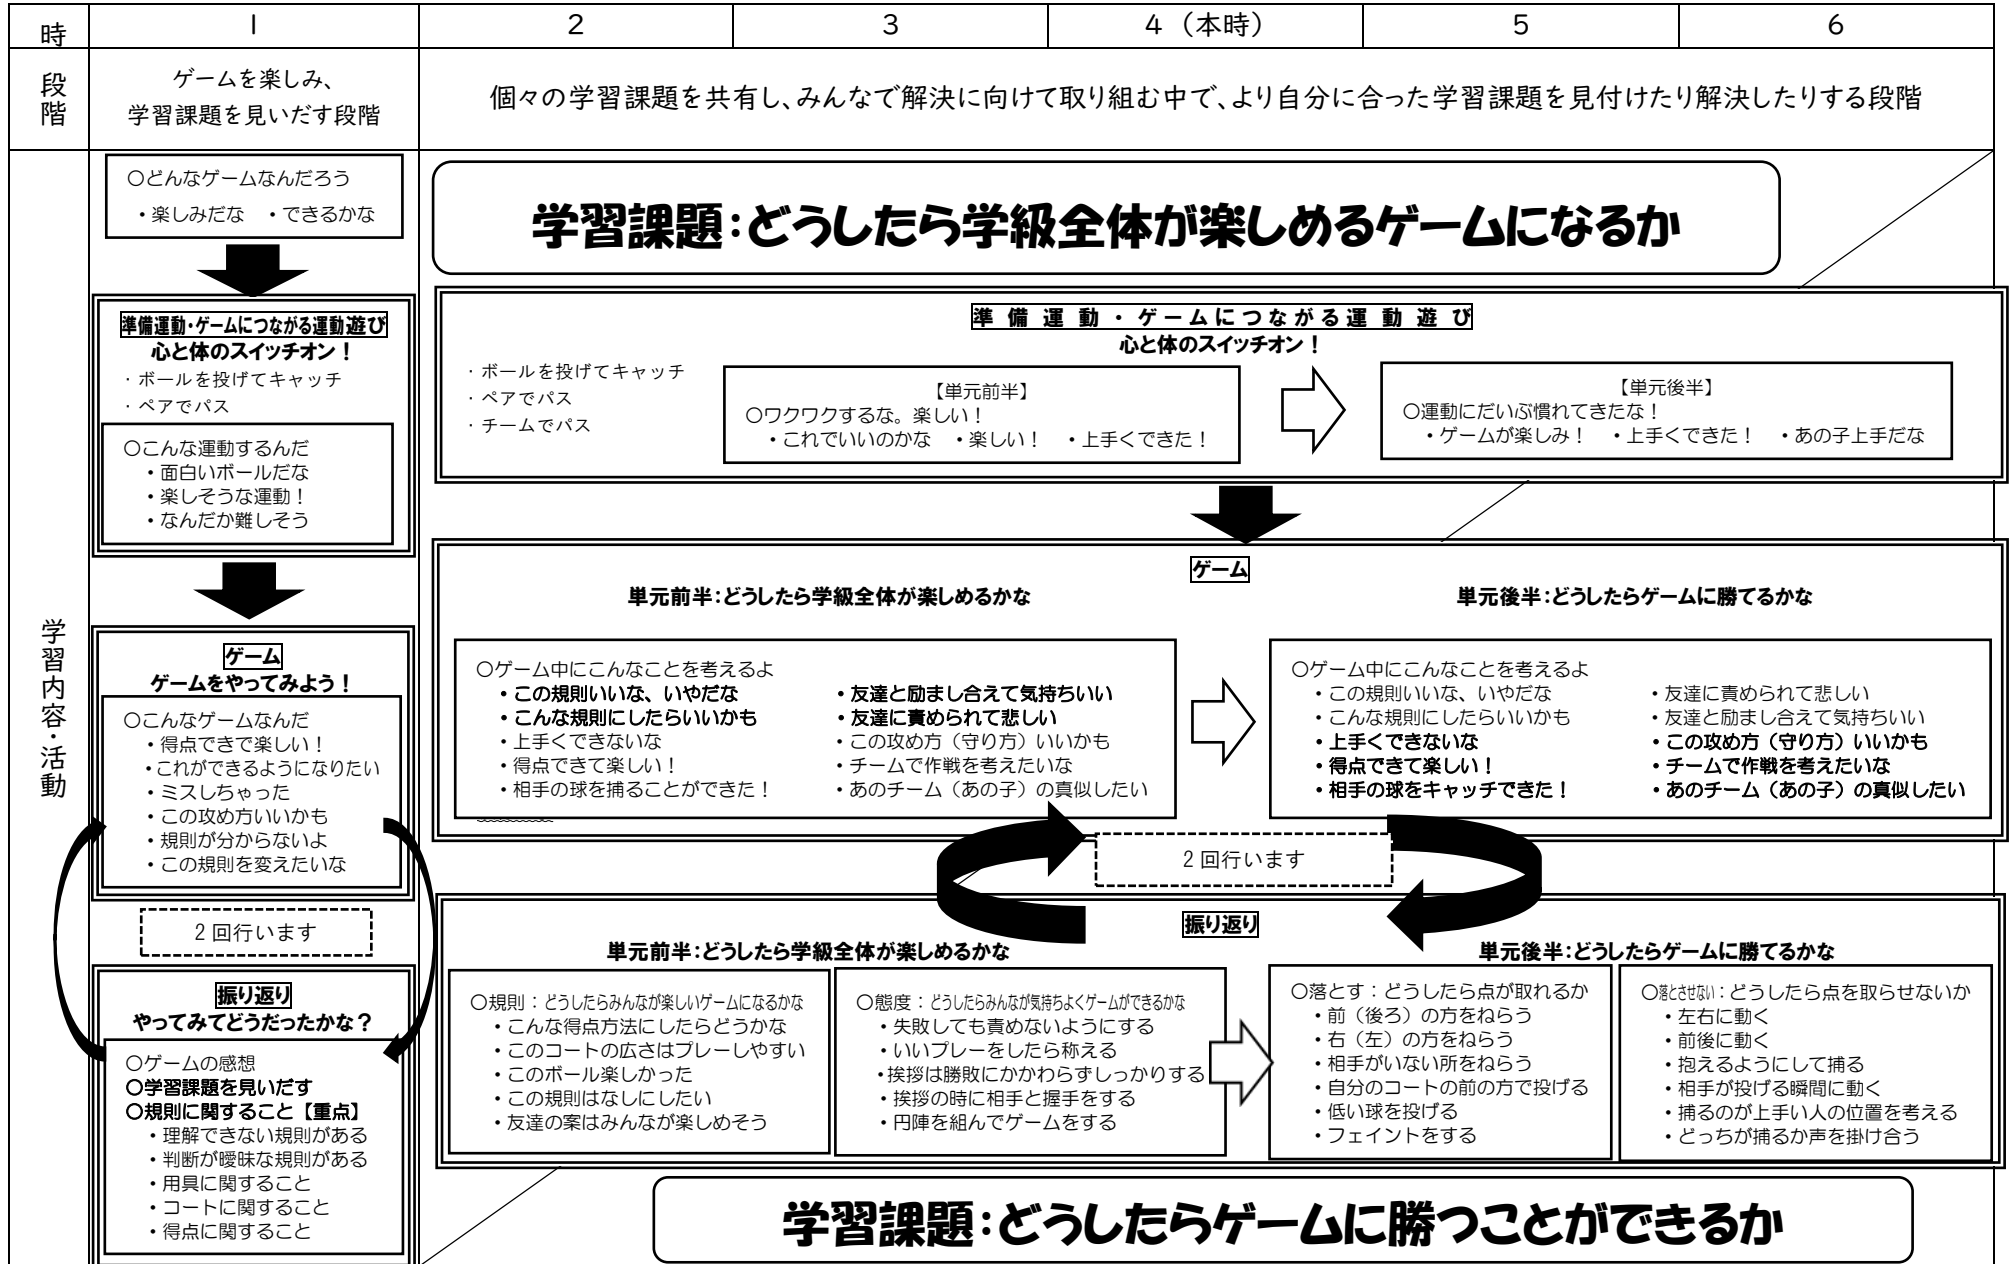 時
1
2
3
4（本時）
5
6
段階
ゲームを楽しみ、
学習課題を見いだす段階
個々の学習課題を共有し、みんなで解決に向けて取り組む中で、より自分に合った学習課題を見付けたり解決したりする段階
学習内容・活動
○どんなゲームなんだろう
・楽しみだな　・できるかな
準備運動・ゲームにつながる運動遊び
心と体のスイッチオン！
・ボールを投げてキャッチ
・ペアでパス
○こんな運動するんだ
・面白いボールだな
・楽しそうな運動！
・なんだか難しそう
ゲーム
ゲームをやってみよう！
○こんなゲームなんだ
・得点できで楽しい！
・これができるようになりたい
・ミスしちゃった
・この攻め方いいかも
・規則が分からないよ
・この規則を変えたいな
2回行います
振り返り
やってみてどうだったかな？
○ゲームの感想
○学習課題を見いだす
○規則に関すること【重点】
・理解できない規則がある
・判断が曖昧な規則がある
・用具に関すること
・コートに関すること
・得点に関すること
学習課題：どうしたら学級全体が楽しめるゲームになるか
準備運動・ゲームにつながる運動遊び
心と体のスイッチオン！
・ボールを投げてキャッチ
・ペアでパス
・チームでパス
【単元前半】
○ワクワクするな。楽しい！
・これでいいのかな　・楽しい！　・上手くできた！
【単元後半】
○運動にだいぶ慣れてきたな！
・ゲームが楽しみ！　・上手くできた！　・あの子上手だな
ゲーム
単元前半：どうしたら学級全体が楽しめるかな
○ゲーム中にこんなことを考えるよ
・この規則いいな、いやだな
・こんな規則にしたらいいかも
・上手くできないな
・得点できて楽しい！
・相手の球を捕ることができた！
・友達と励まし合えて気持ちいい
・友達に責められて悲しい
・この攻め方（守り方）いいかも
・チームで作戦を考えたいな
・あのチーム（あの子）の真似したい
単元後半：どうしたらゲームに勝てるかな
○ゲーム中にこんなことを考えるよ
・この規則いいな、いやだな
・こんな規則にしたらいいかも
・上手くできないな
・得点できて楽しい！
・相手の球をキャッチできた！
・友達に責められて悲しい
・友達と励まし合えて気持ちいい
・この攻め方（守り方）いいかも
・チームで作戦を考えたいな
・あのチーム（あの子）の真似したい
2回行います
振り返り
単元前半：どうしたら学級全体が楽しめるかな
○規則：どうしたらみんなが楽しいゲームになるかな
・こんな得点方法にしたらどうかな
・このコートの広さはプレーしやすい
・このボール楽しかった
・この規則はなしにしたい
・友達の案はみんなが楽しめそう
○態度：どうしたらみんなが気持ちよくゲームができるかな
・失敗しても責めないようにする
・いいプレーをしたら称える
・挨拶は勝敗にかかわらずしっかりする
・挨拶の時に相手と握手をする
・円陣を組んでゲームをする
単元後半：どうしたらゲームに勝てるかな
○落とす：どうしたら点が取れるか
・前（後ろ）の方をねらう
・右（左）の方をねらう
・相手がいない所をねらう
・自分のコートの前の方で投げる
・低い球を投げる
・フェイントをする
○落とさせない：どうしたら点を取らせないか
・左右に動く
・前後に動く
・抱えるようにして捕る
・相手が投げる瞬間に動く
・捕るのが上手い人の位置を考える
・どっちが捕るか声を掛け合う
学習課題：どうしたらゲームに勝つことができるか